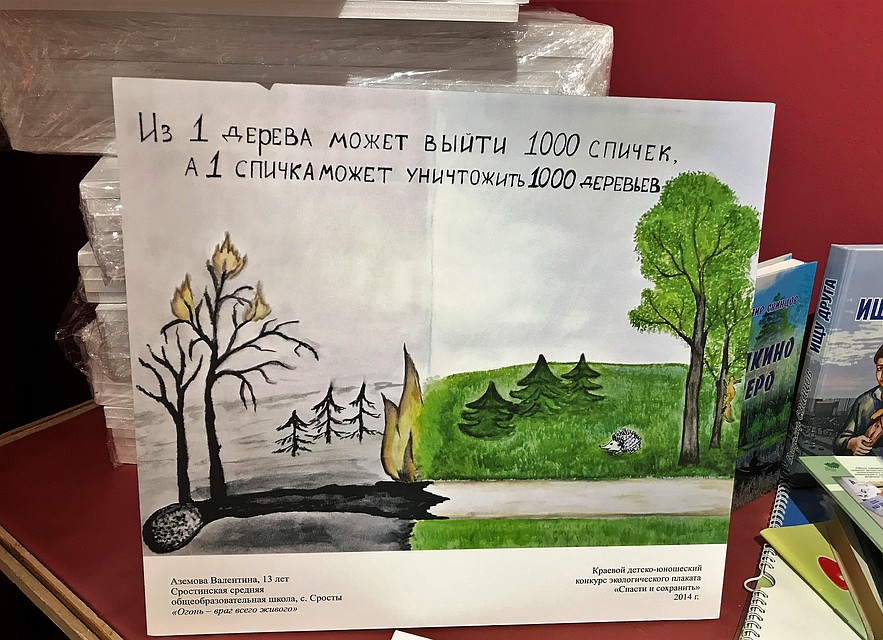 Из 1 дерева может выйти 1000 спичек,
а 1 спичка может уничтожить 1000 деревьев
Аземова Валентина, 13 лет
Сростинская средняя
общеобразовательная школа, с. Сросты
«Огонь – враг всего живого»
Краевой детско-юношеский
конкурс экологического плаката
«Спасти и сохранить»
2014 г.
ИЩУ ДРУГА